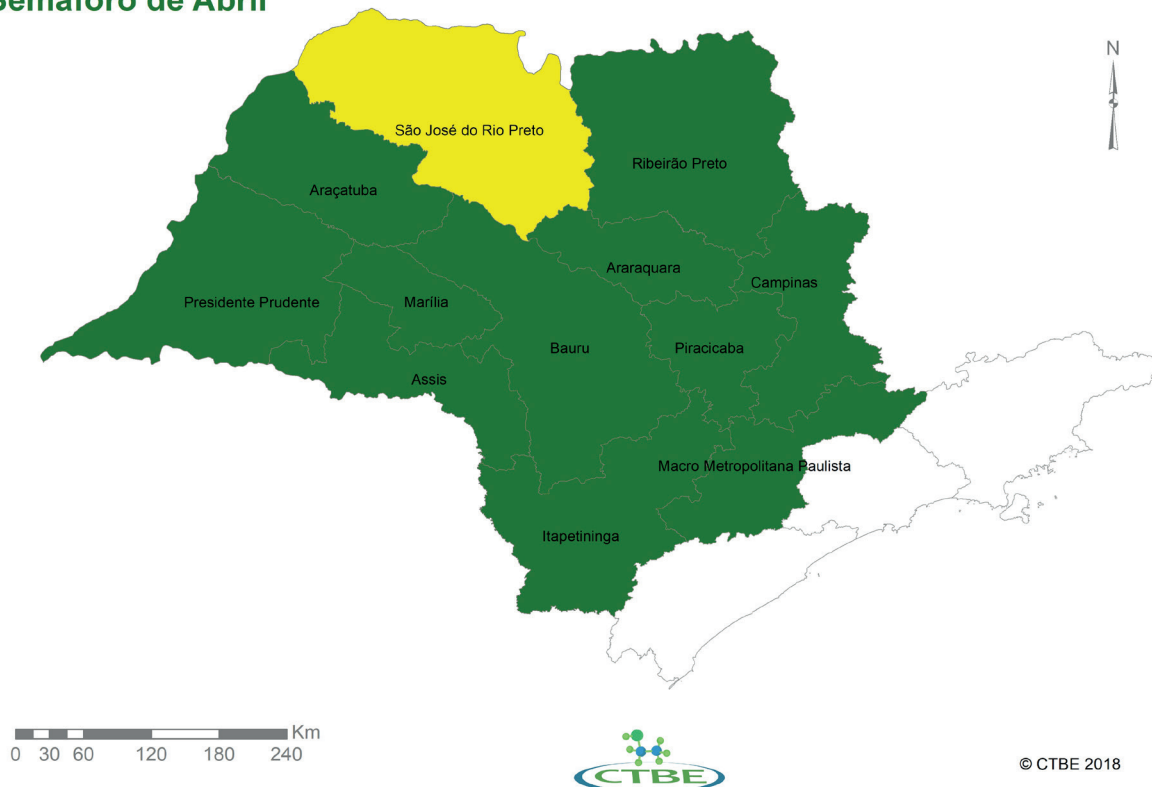 Semáforo de Abril
N
São José do Rio Preto
Ribeirão Preto
Araçatuba
Araraquara
Campinas
Presidente Prudente
Marília
Bauru
Piracicaba
Assis
Macro Metropolitana Paulista
Itapetininga
Km
0 30 60 120 180 240
CTBE
© CTBE 2018